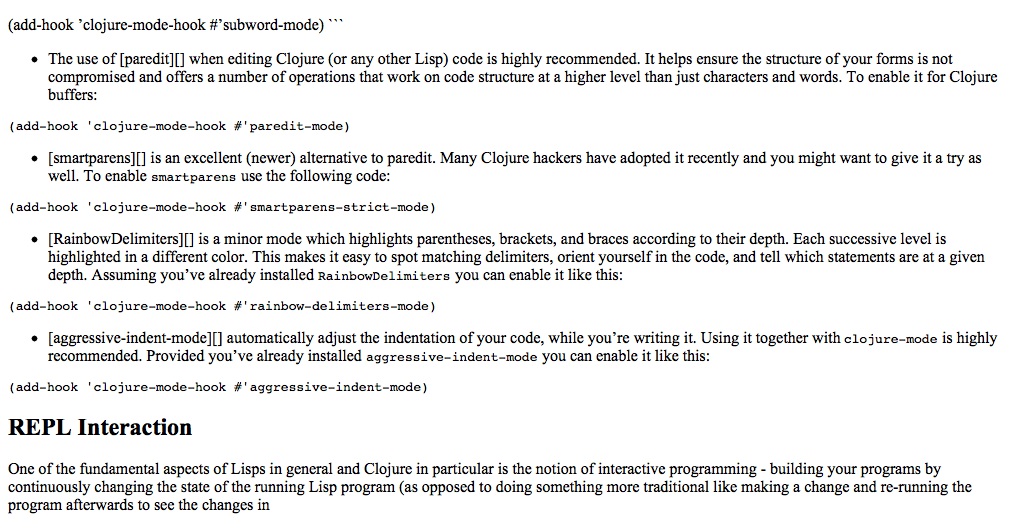 (add-hook ’clojure-mode-hook #’subword-mode) ```
• The use of [paredit][] when editing Clojure (or any other Lisp) code is highly recommended. It helps ensure the structure of your forms is not
compromised and offers a number of operations that work on code structure at a higher level than just characters and words. To enable it for Clojure
buffers:
(add-hook 'clojure-mode-hook #'paredit-mode)
• [smartparens][] is an excellent (newer) alternative to paredit. Many Clojure hackers have adopted it recently and you might want to give it a try as
well. To enable smartparens use the following code:
(add-hook 'clojure-mode-hook #'smartparens-strict-mode)
• [RainbowDelimiters][] is a minor mode which highlights parentheses, brackets, and braces according to their depth. Each successive level is
highlighted in a different color. This makes it easy to spot matching delimiters, orient yourself in the code, and tell which statements are at a given
depth. Assuming you’ve already installed RainbowDelimiters you can enable it like this:
(add-hook 'clojure-mode-hook #'rainbow-delimiters-mode)
• [aggressive-indent-mode][] automatically adjust the indentation of your code, while you’re writing it. Using it together with clojure-mode is highly
recommended. Provided you’ve already installed aggressive-indent-mode you can enable it like this:
(add-hook 'clojure-mode-hook #'aggressive-indent-mode)
REPL Interaction
One of the fundamental aspects of Lisps in general and Clojure in particular is the notion of interactive programming - building your programs by
continuously changing the state of the running Lisp program (as opposed to doing something more traditional like making a change and re-running the
program afterwards to see the changes in